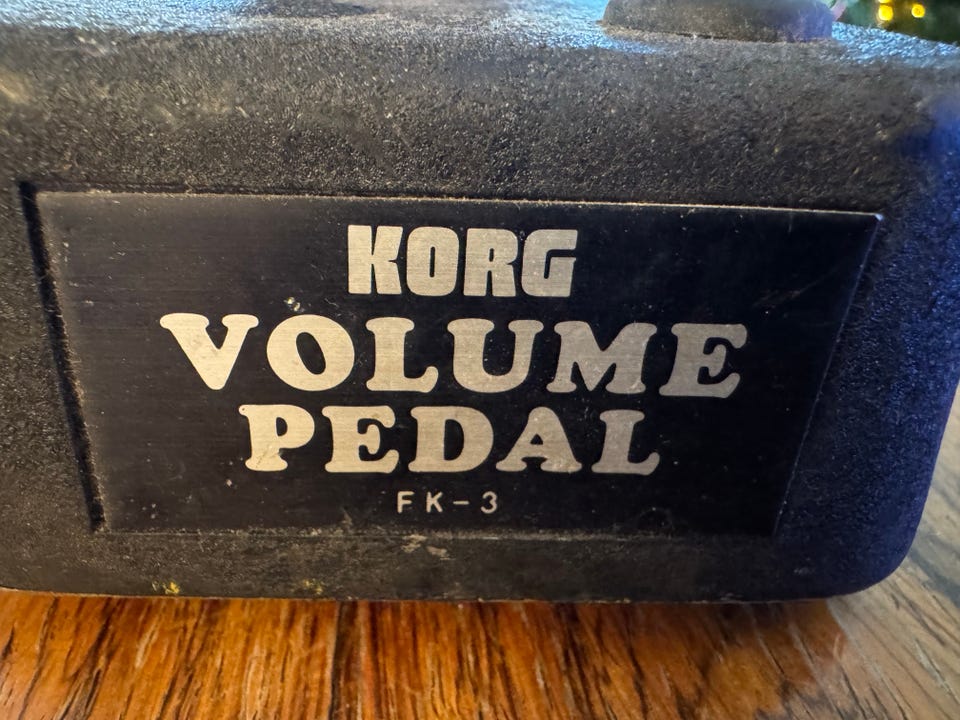 KORG
VOLUME
PEDAL
FK-3